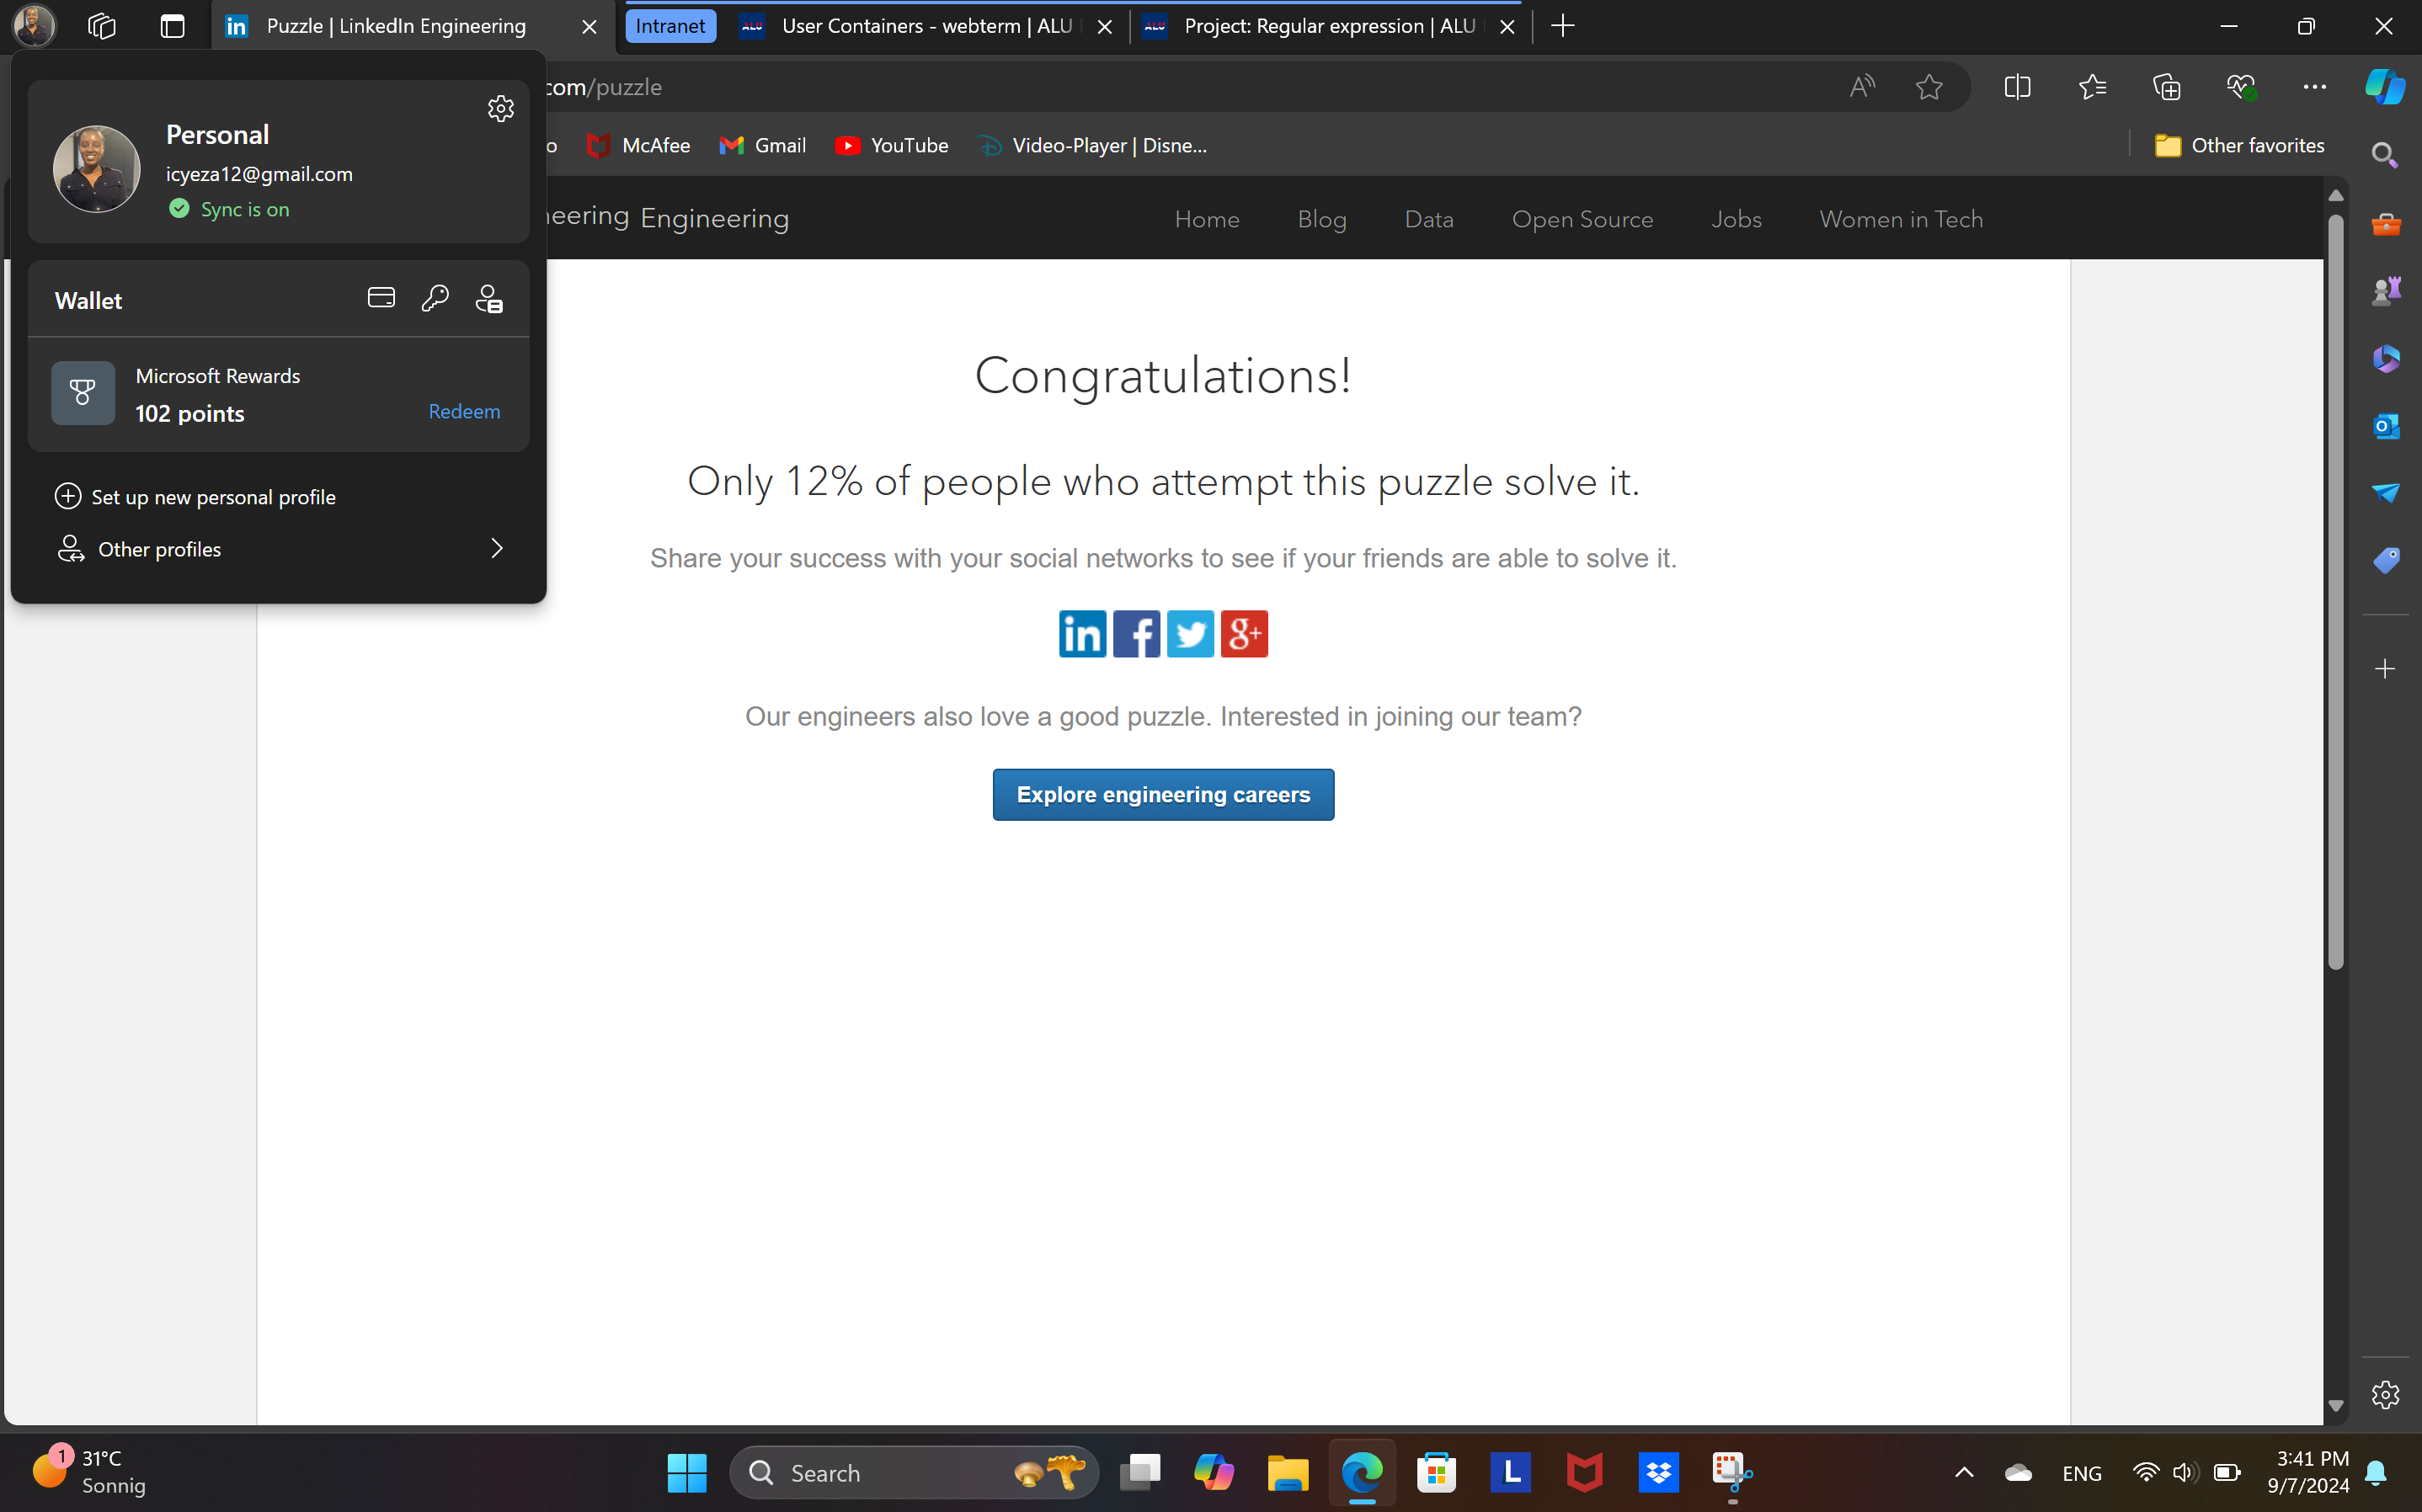 Puzzle | LinkedIn Engineering
Intranet
User Containers - webterm | ALU
Project: Regular expression | ALU
com/puzzle
Personal
icyeza12@gmail.com
Sync is on
o
McAfee
Gmail
YouTube
Video-Player | Disne...
Other favorites
neering Engineering
Home
Blog
Data
Open Source
Jobs
Women in Tech
Wallet
Microsoft Rewards
102 points
Redeem
Set up new personal profile
Other profiles
Congratulations!
Only 12% of people who attempt this puzzle solve it.
Share your success with your social networks to see if your friends are able to solve it.
in f g+
Our engineers also love a good puzzle. Interested in joining our team?
Explore engineering careers
1
31°C
Sonnig
Search
L
ENG
3:41 PM
9/7/2024